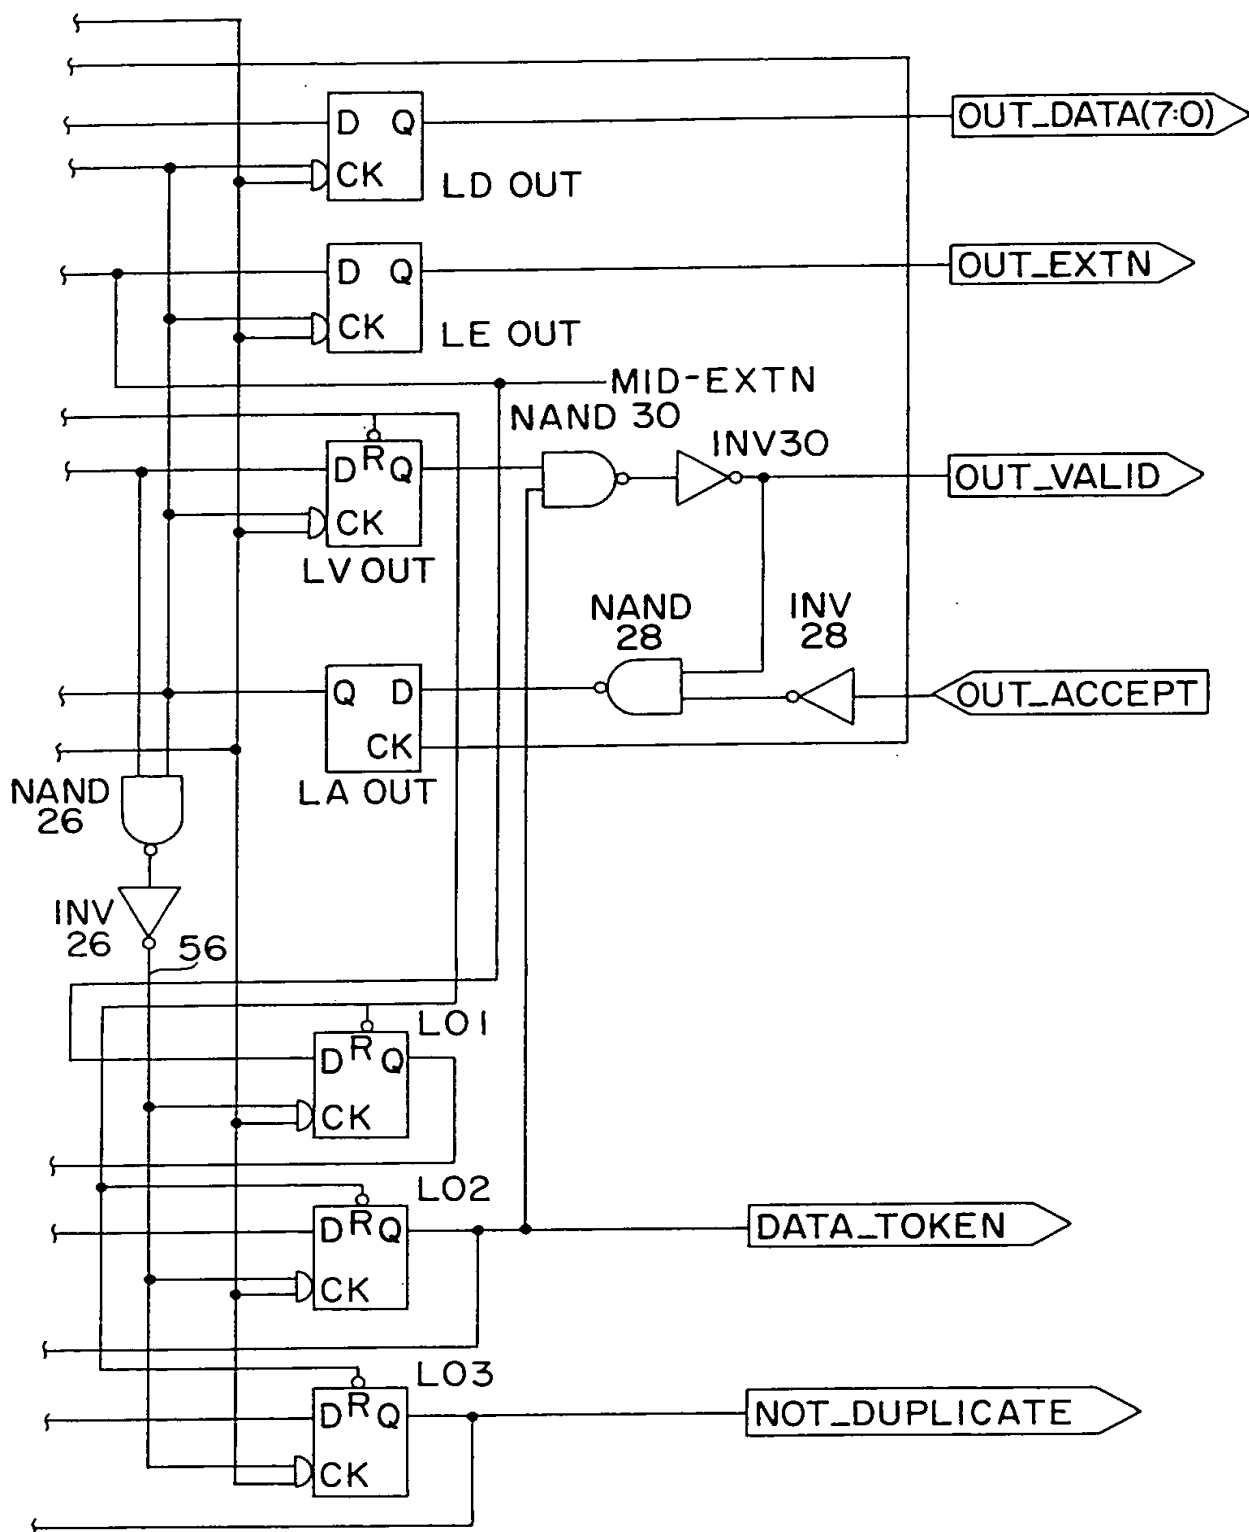 D Q
OUT_DATA(7:0)
CK
LD OUT
D Q
OUT_EXTN
CK
LE OUT
MID-EXTN
NAND 30
INV30
D R Q
OUT_VALID
CK
LV OUT
NAND
28
INV
28
Q D
OUT_ACCEPT
CK
LA OUT
NAND
26
INV
26
56
LO1
D R Q
CK
LO2
D R Q
DATA_TOKEN
CK
LO3
D R Q
NOT_DUPLICATE
CK